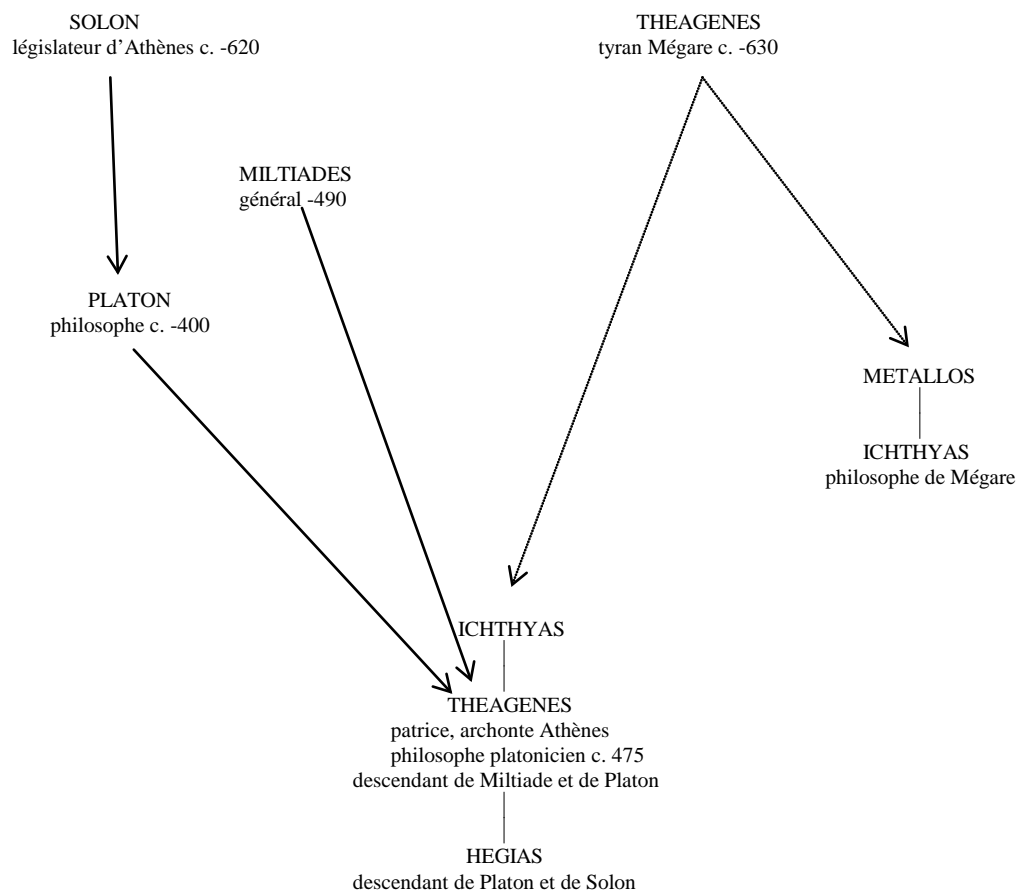 SOLON
législateur d’Athènes c. -620
THEAGENES
tyran Mégare c. -630
MILTIADES
général -490
PLATON
philosophe c. -400
METALLOS
ICHTHYAS
philosophe de Mégare
ICHTHYAS
THEAGENES
patrice, archonte Athènes
philosophe platonicien c. 475
descendant de Miltiade et de Platon
HEGIAS
descendant de Platon et de Solon